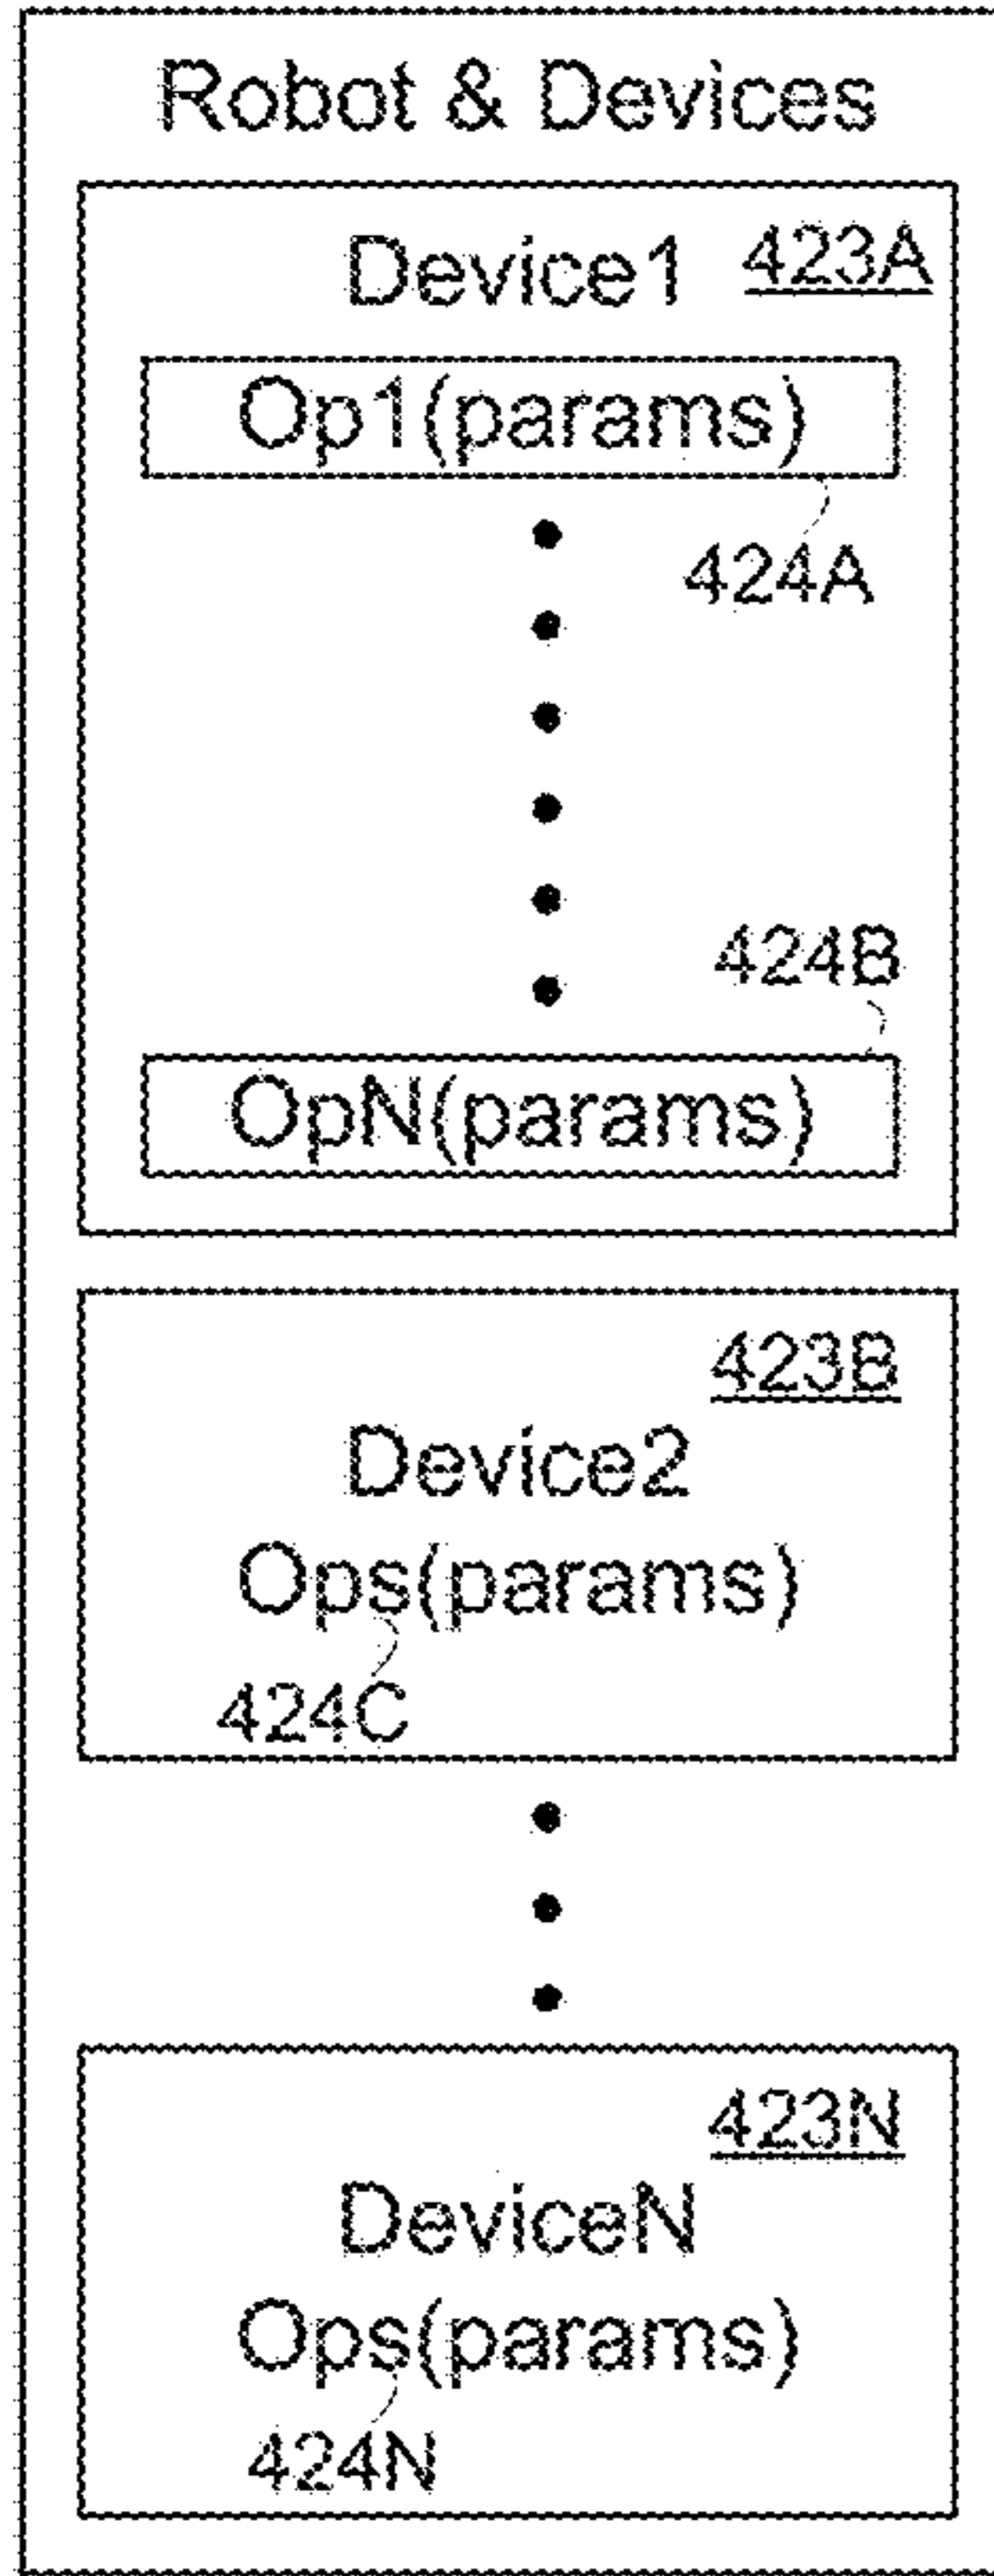 Robot & Devices
Device1 423A
Op1(params)
424A
424B
OpN(params)
423B
Device2
Ops(params)
424C
423N
DeviceN
Ops(params)
424N